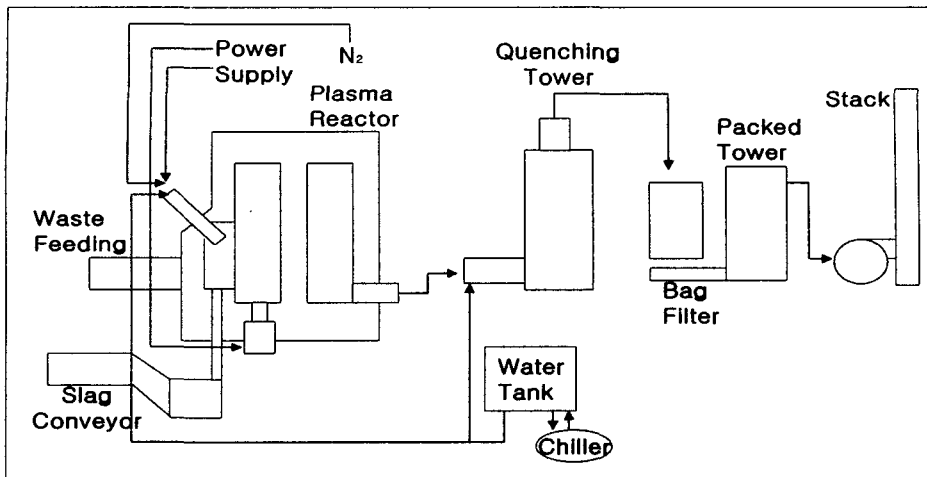 Power
Supply
N₂
Plasma
Reactor
Quenching
Tower
Stack
Packed
Tower
Waste
Feeding
Bag
Filter
Water
Tank
Slag
Conveyor
Chiller